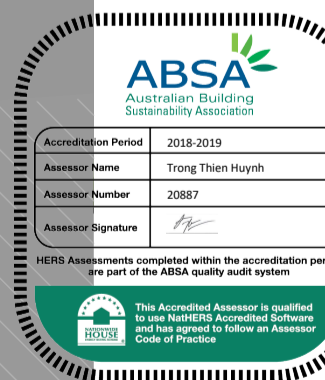 ABSA
Australian Building
Sustainability Association
Accreditation Period 2018-2019
Assessor Name Trong Thien Huynh
Assessor Number 20887
Assessor Signature
HERS Assessments completed within the accreditation per
are part of the ABSA quality audit system
NATIONWIDE
HOUSE
This Accredited Assessor is qualified
to use NatHERS Accredited Software
and has agreed to follow an Assessor
Code of Practice